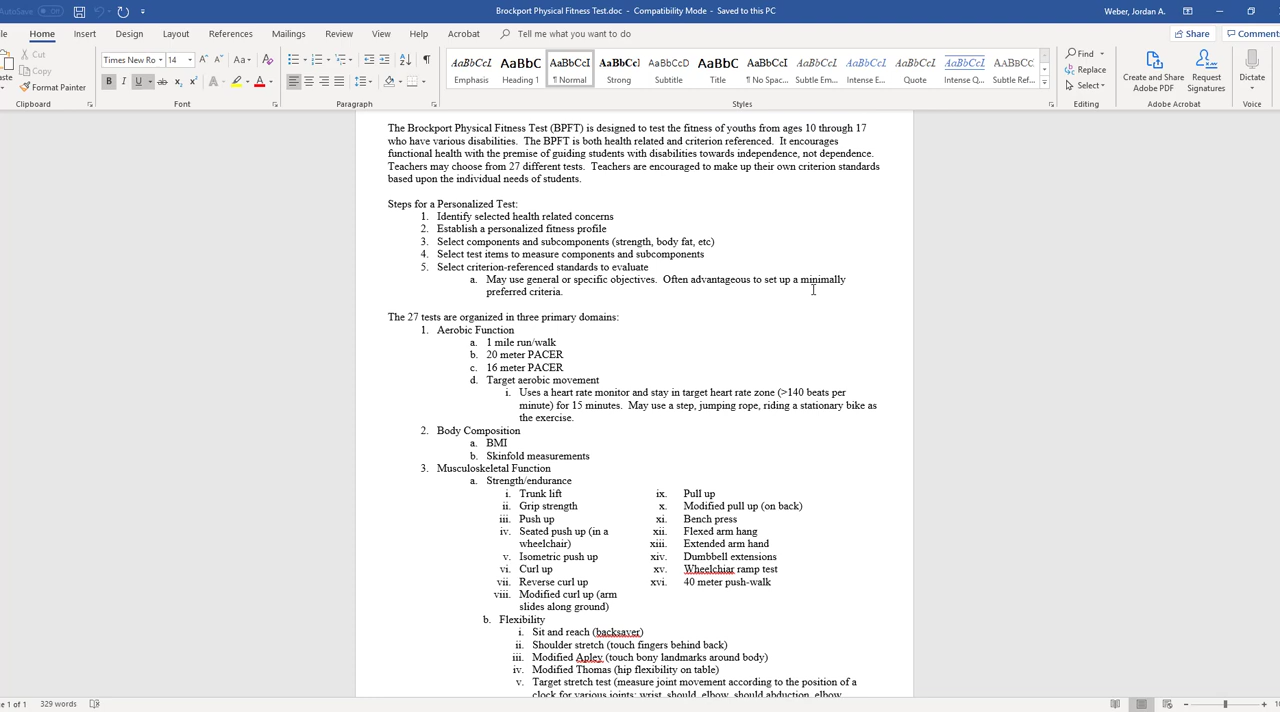 AutoSave Off
Brockport Physical Fitness Test.doc - Compatibility Mode - Saved to this PC
Weber, Jordan A.
le Home Insert Design Layout References Mailings Review View Help Acrobat Tell me what you want to do
Share Comment
Cut
Copy
aste Format Painter
Clipboard
Times New Ro 14
Font
Paragraph
AaBbCcL AaBbC AaBbCcI AaBbCcI AaBbCcD AaBbC AaBbCcI AaBbCcL AaBbCcL AaBbCcL AaBbCcL AaBbCc
Emphasis Heading 1 ¶ Normal Strong Subtitle Title ¶ No Spac... Subtle Em... Intense E... Quote Intense Q... Subtle Ref...
Styles
Find
Replace
Select
Editing
Create and Share Adobe PDF
Request Signatures
Adobe Acrobat
Dictate
Voice
The Brockport Physical Fitness Test (BPFT) is designed to test the fitness of youths from ages 10 through 17
who have various disabilities. The BPFT is both health related and criterion referenced. It encourages
functional health with the premise of guiding students with disabilities towards independence, not dependence.
Teachers may choose from 27 different tests. Teachers are encouraged to make up their own criterion standards
based upon the individual needs of students.
Steps for a Personalized Test:
1. Identify selected health related concerns
2. Establish a personalized fitness profile
3. Select components and subcomponents (strength, body fat, etc)
4. Select test items to measure components and subcomponents
5. Select criterion-referenced standards to evaluate
a. May use general or specific objectives. Often advantageous to set up a minimally
preferred criteria.
The 27 tests are organized in three primary domains:
1. Aerobic Function
a. 1 mile run/walk
b. 20 meter PACER
c. 16 meter PACER
d. Target aerobic movement
i. Uses a heart rate monitor and stay in target heart rate zone (>140 beats per
minute) for 15 minutes. May use a step, jumping rope, riding a stationary bike as
the exercise.
2. Body Composition
a. BMI
b. Skinfold measurements
3. Musculoskeletal Function
a. Strength/endurance
i. Trunk lift
ii. Grip strength
iii. Push up
iv. Seated push up (in a
wheelchair)
v. Isometric push up
vi. Curl up
vii. Reverse curl up
viii. Modified curl up (arm
slides along ground)
ix. Pull up
x. Modified pull up (on back)
xi. Bench press
xii. Flexed arm hang
xiii. Extended arm hand
xiv. Dumbbell extensions
xv. Wheelchiar ramp test
xvi. 40 meter push-walk
b. Flexibility
i. Sit and reach (backsaver)
ii. Shoulder stretch (touch fingers behind back)
iii. Modified Apley (touch bony landmarks around body)
iv. Modified Thomas (hip flexibility on table)
v. Target stretch test (measure joint movement according to the position of a
clock for various joints: wrist, should, elbow, should abduction, elbow
e 1 of 1 329 words